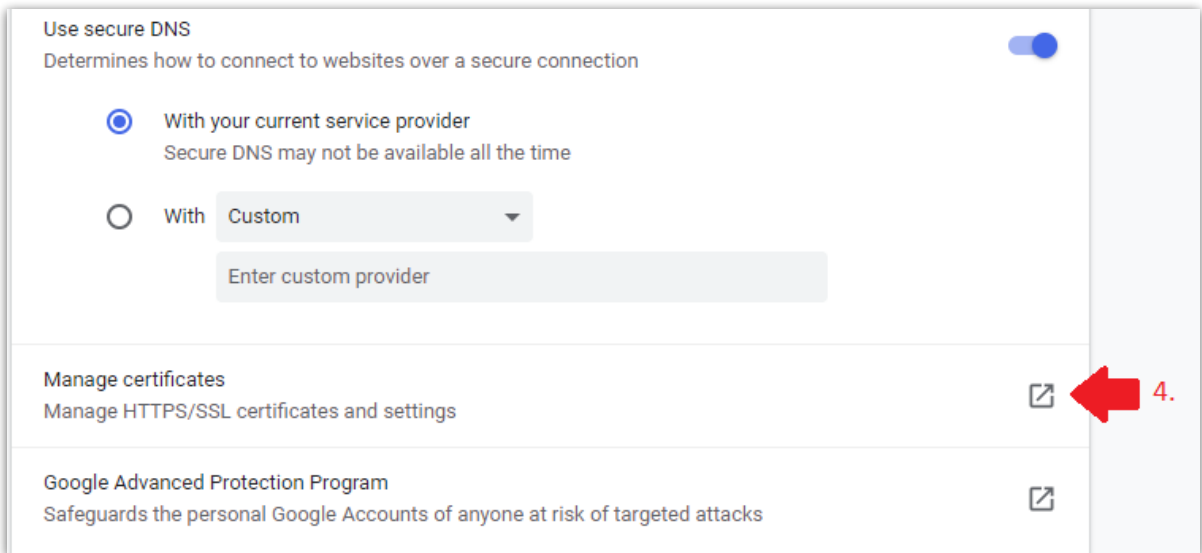 Use secure DNS
Determines how to connect to websites over a secure connection
With your current service provider
Secure DNS may not be available all the time
With Custom
Enter custom provider
Manage certificates
Manage HTTPS/SSL certificates and settings
4.
Google Advanced Protection Program
Safeguards the personal Google Accounts of anyone at risk of targeted attacks